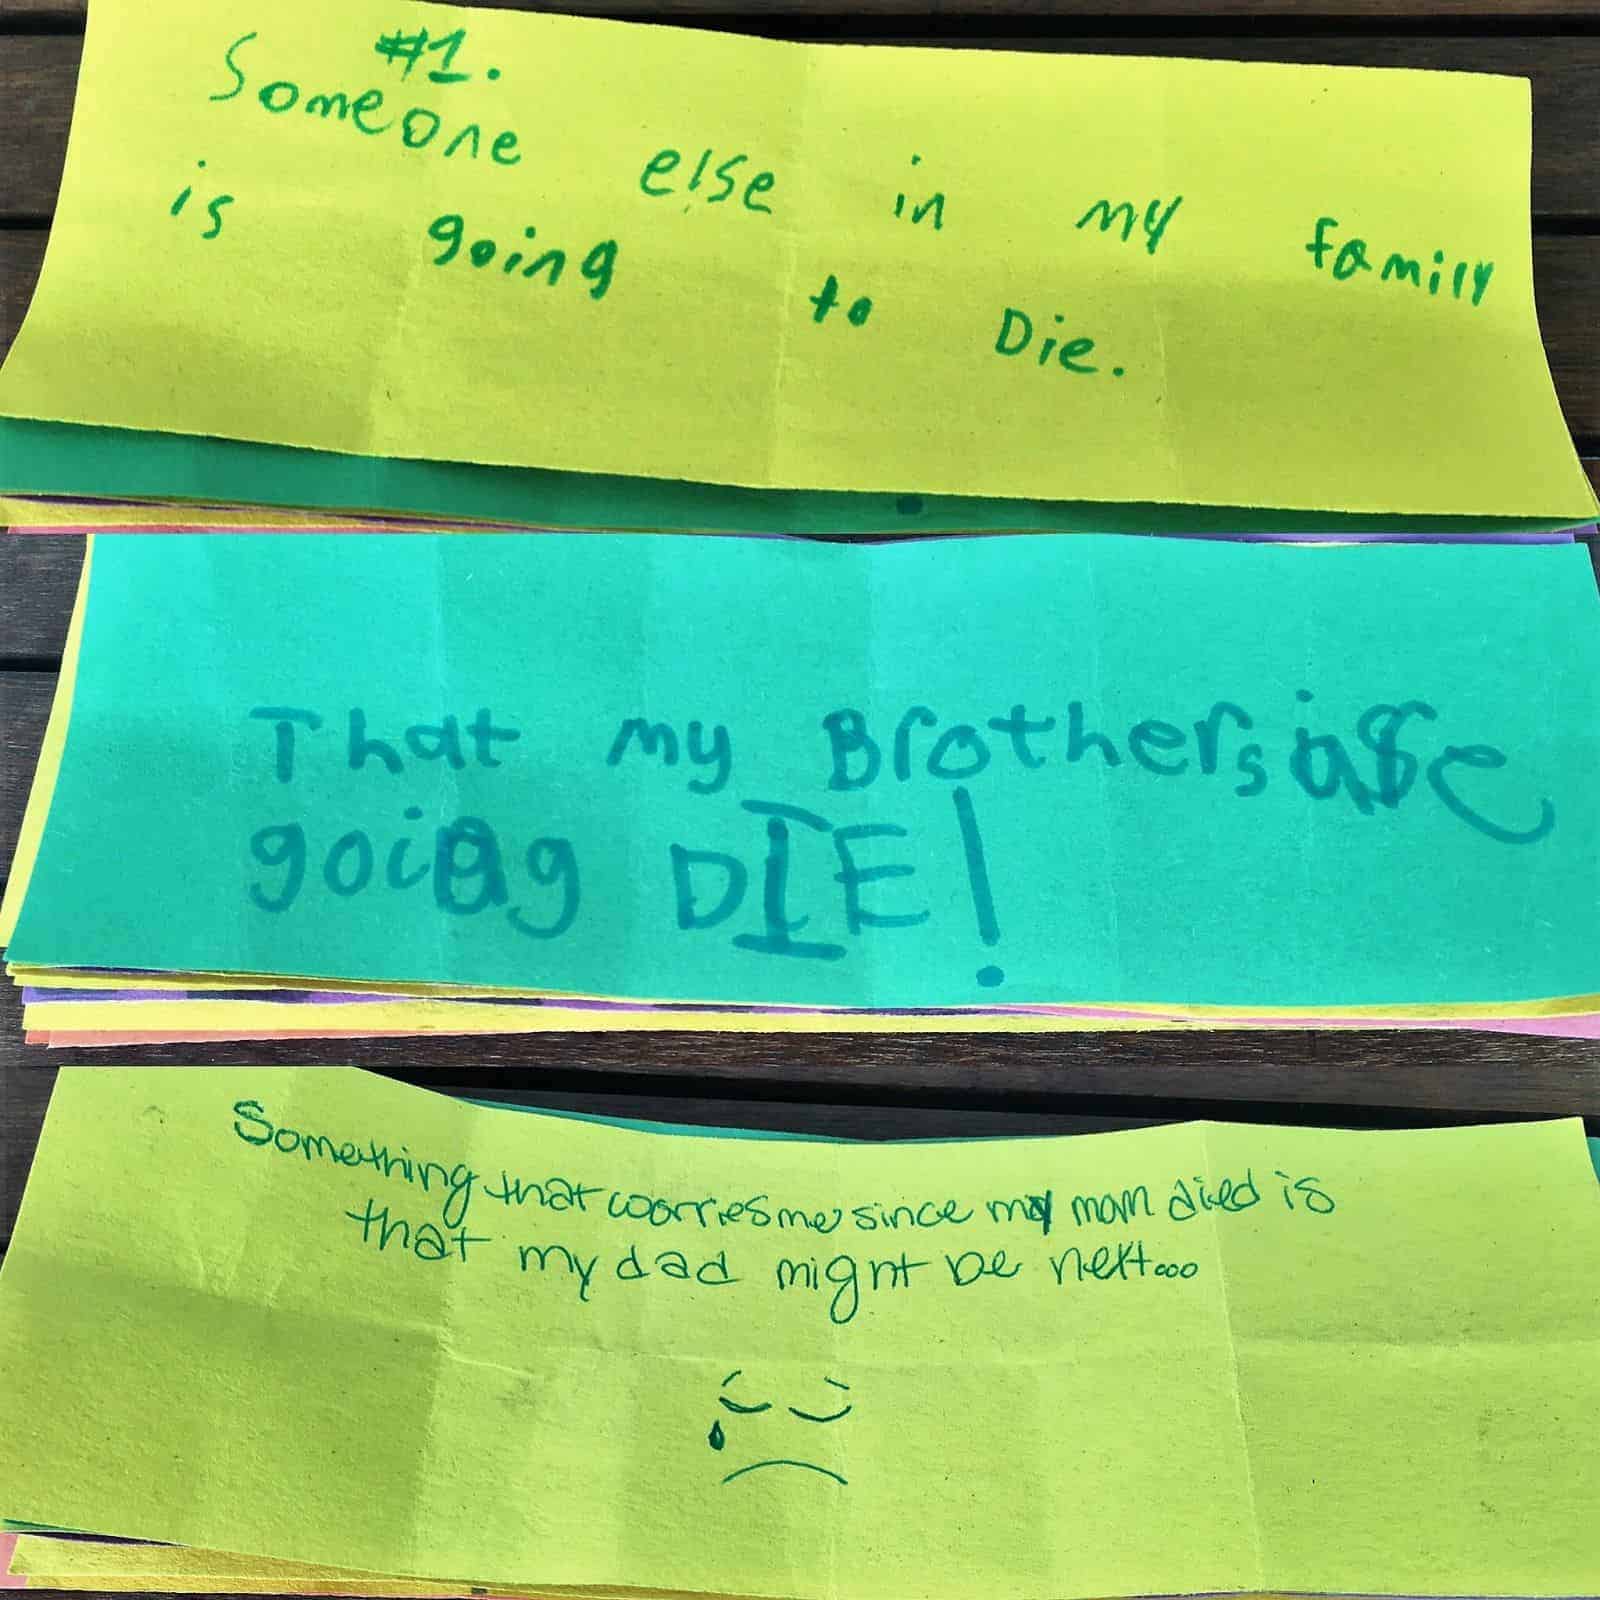 #1.
Someone else in my family
is going to Die.
That my Brothers are
going DIE!
Something that worries me since my mom died is
that my dad might be next...